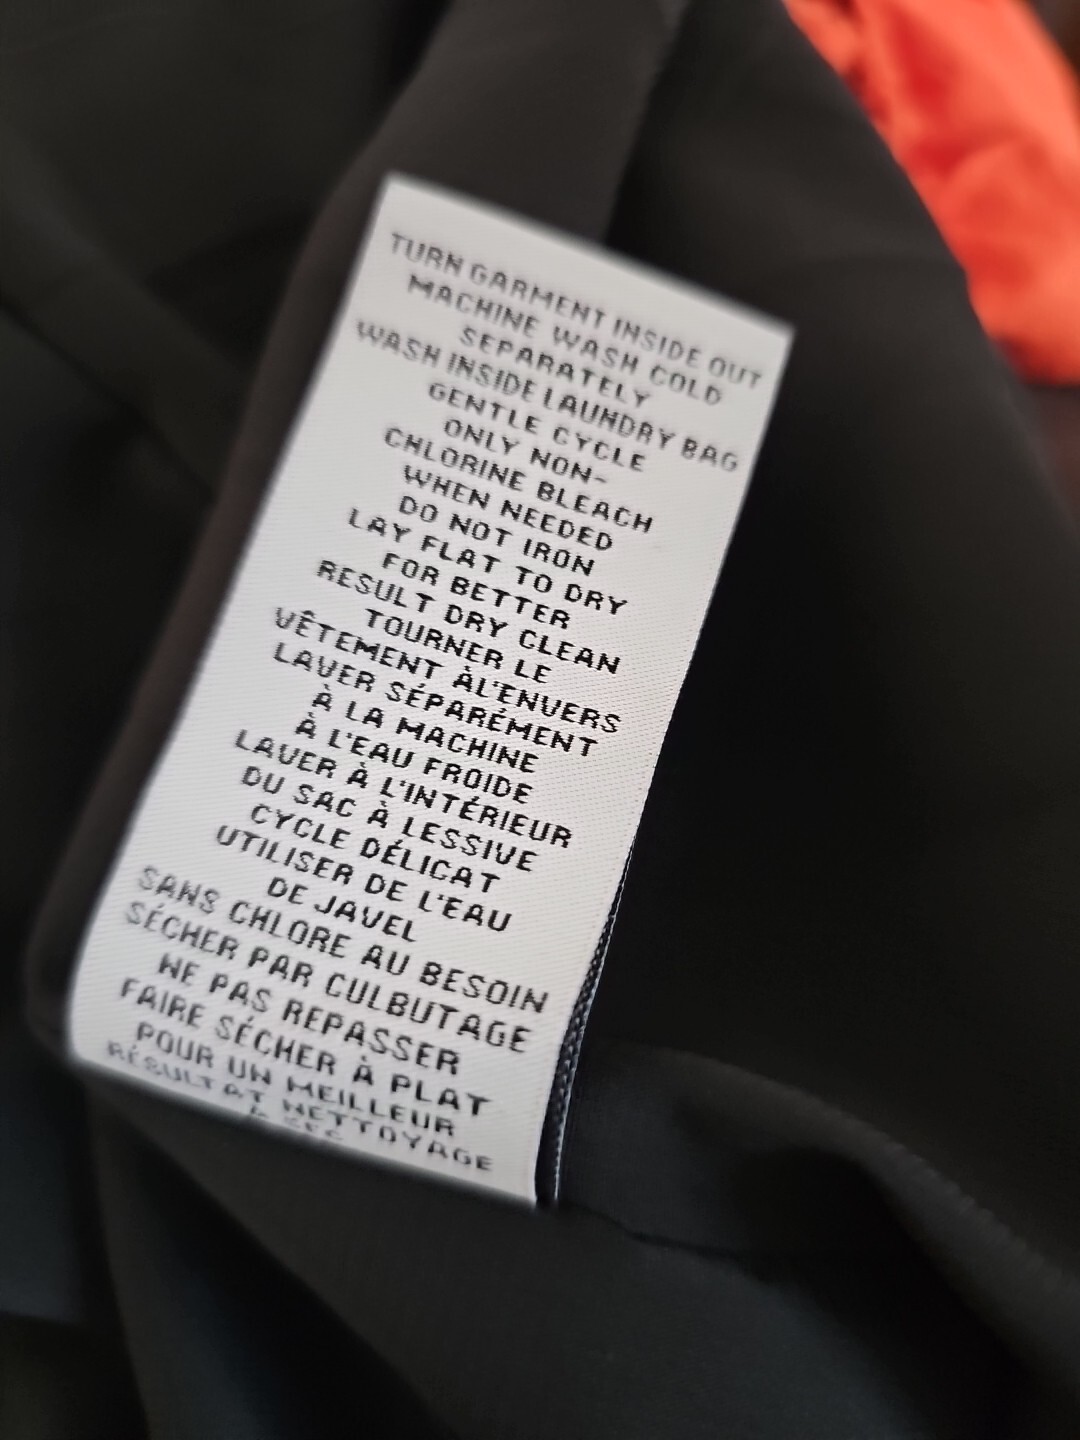 TURN GARMENT INSIDE OUT
MACHINE WASH COLD
SEPARATELY
WASH INSIDE LAUNDRY BAG
GENTLE CYCLE
ONLY NON-
CHLORINE BLEACH
WHEN NEEDED
DO NOT IRON
LAY FLAT TO DRY
FOR BETTER
RESULT DRY CLEAN
TOURNER LE
VÊTEMENT ÀL'ENVERS
LAVER SÉPARÉMENT
À LA MACHINE
À L'EAU FROIDE
LAVER À L'INTÉRIEUR
DU SAC À LESSIVE
CYCLE DÉLICAT
UTILISER DE L'EAU
DE JAVEL
SANS CHLORE AU BESOIN
SÉCHER PAR CULBUTAGE
NE PAS REPASSER
FAIRE SÉCHER À PLAT
POUR UN MEILLEUR
RÉSULTAT NETTOYAGE
À SEC